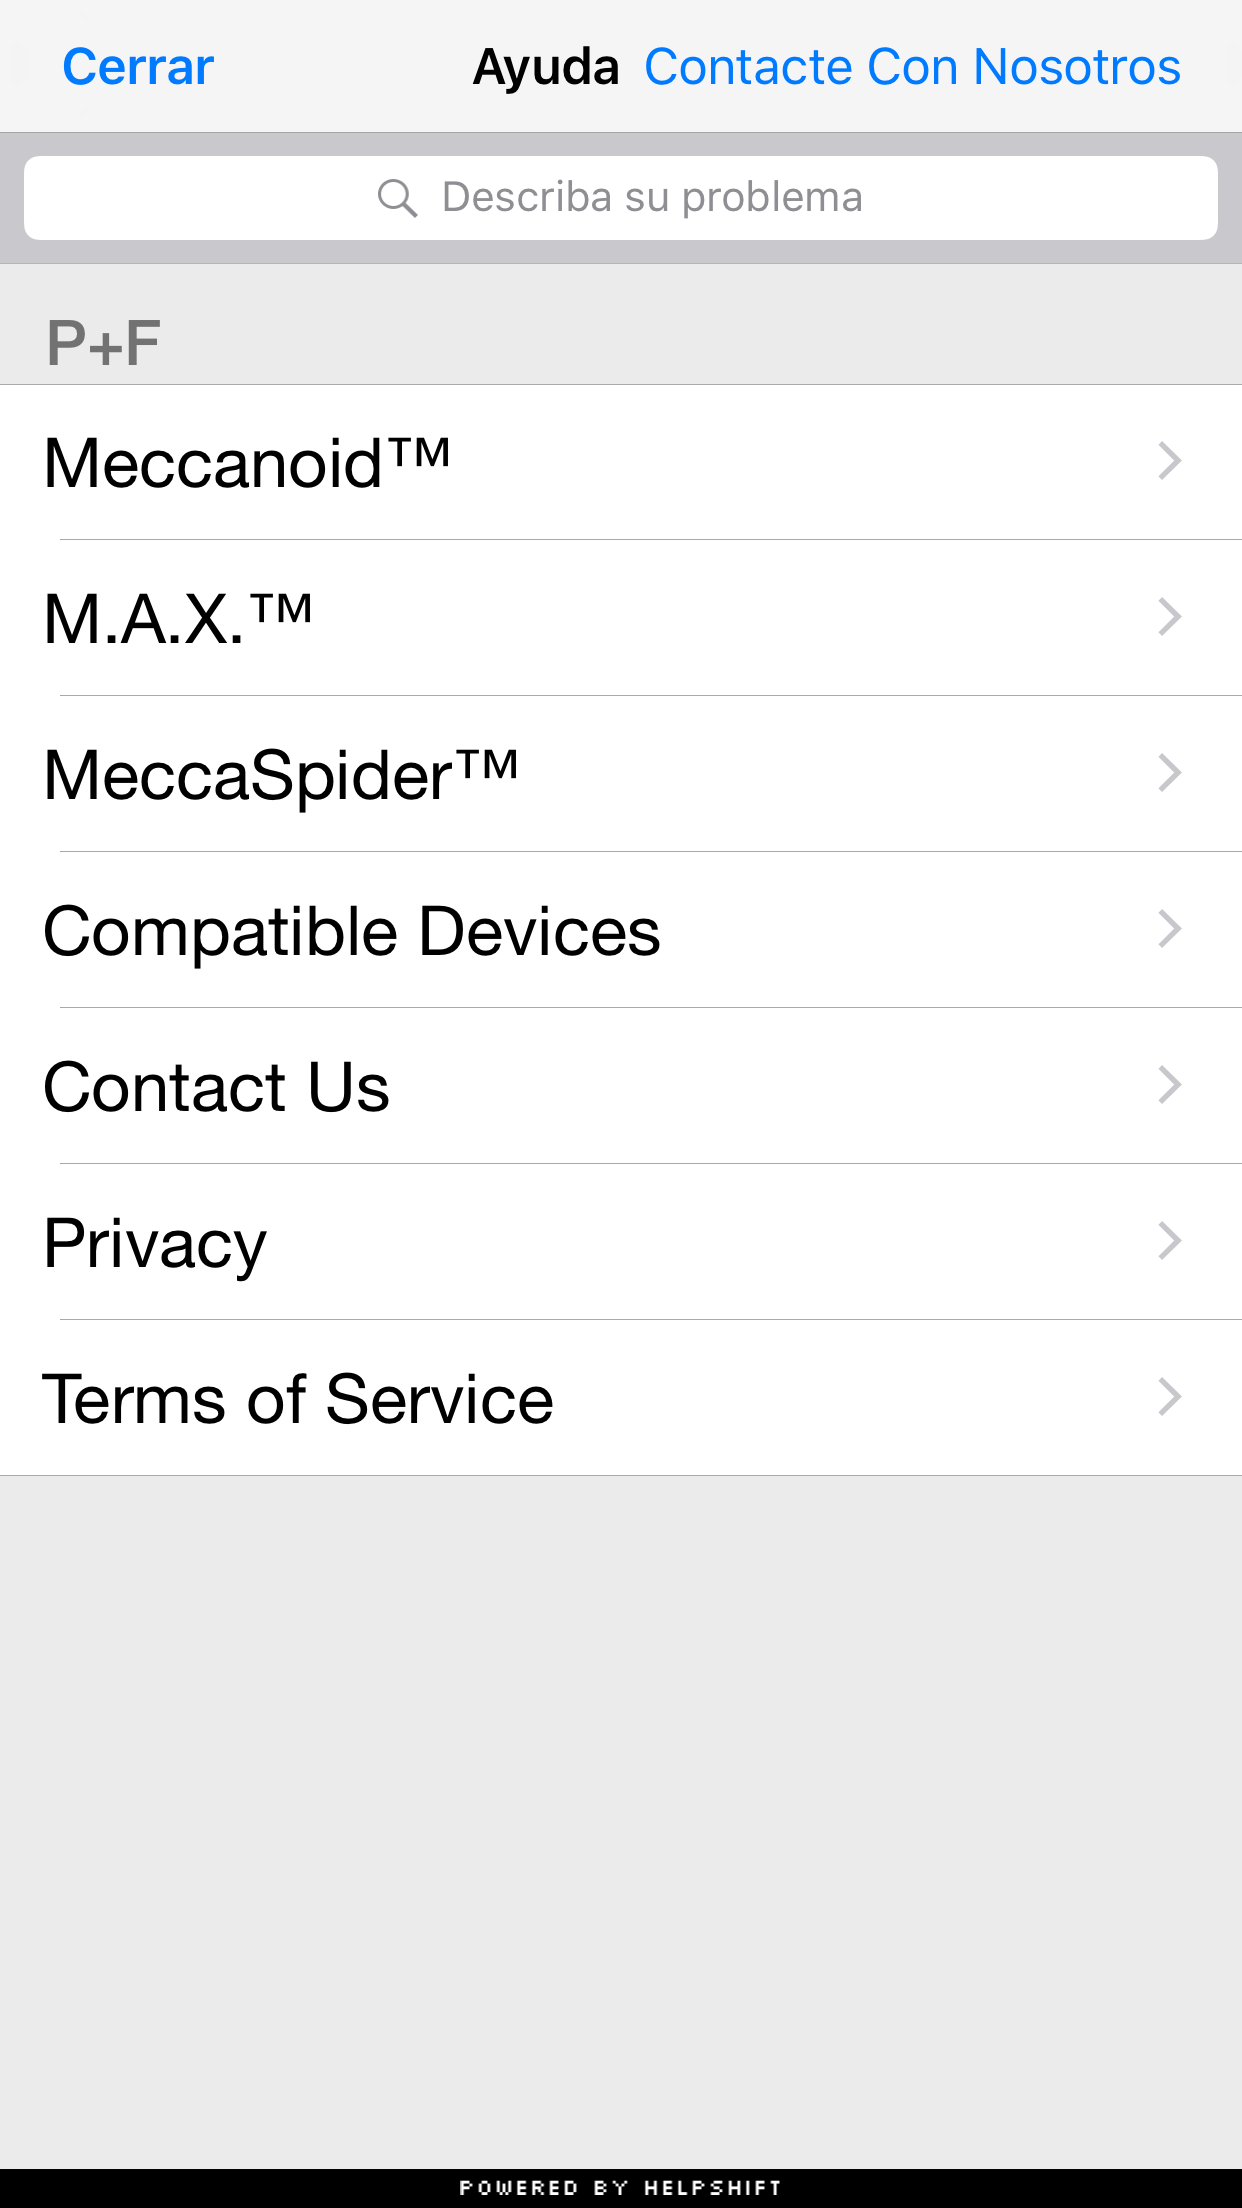 Cerrar Ayuda Contacte Con Nosotros
Describa su problema
P+F
Meccanoid™
M.A.X.™
MeccaSpider™
Compatible Devices
Contact Us
Privacy
Terms of Service
POWERED BY HELPSHIFT